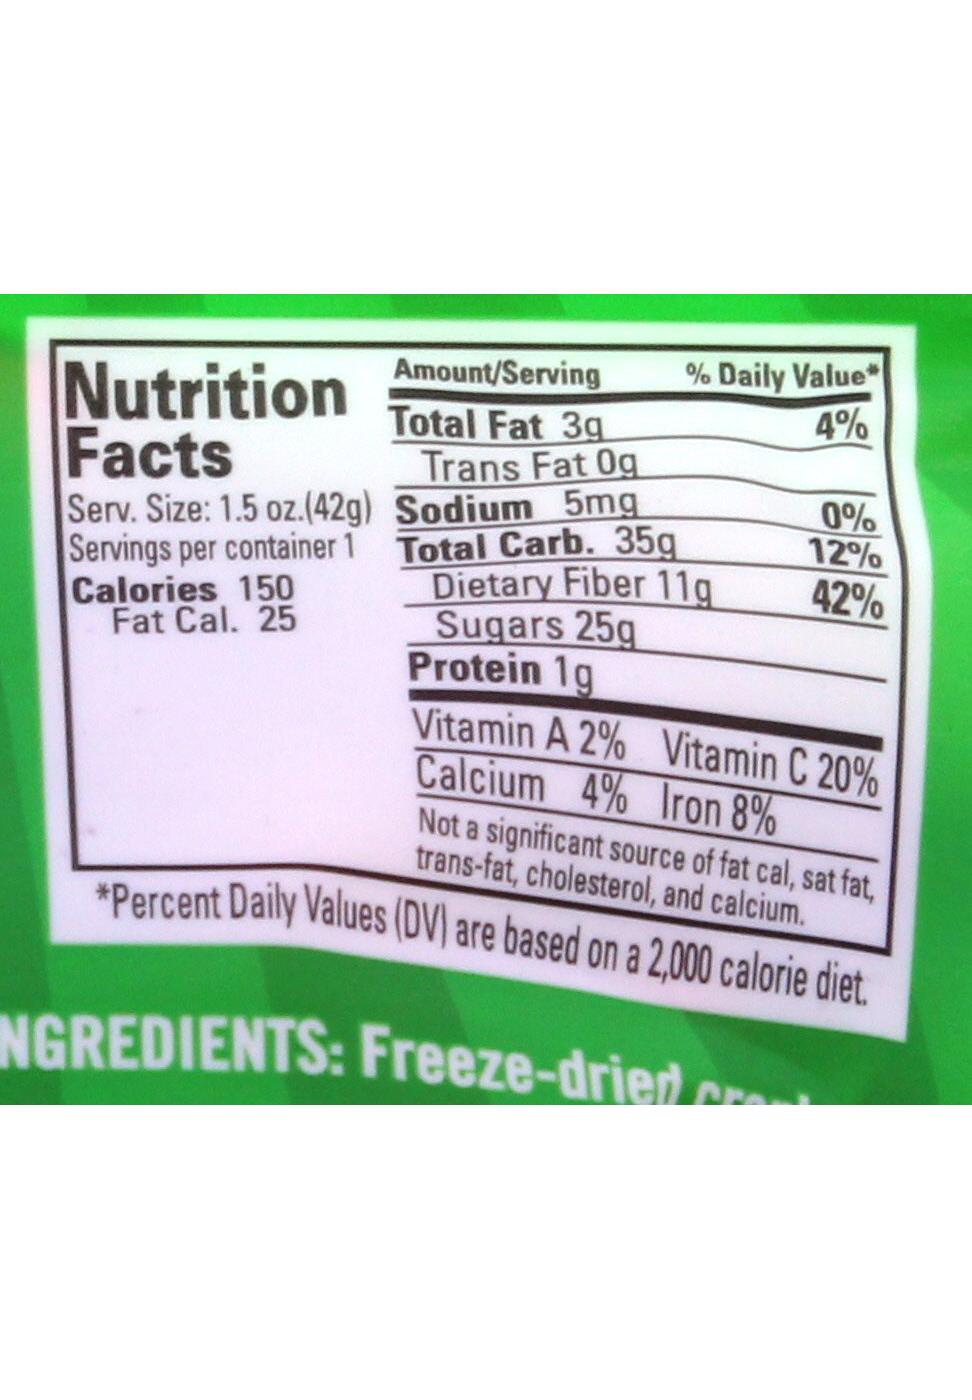 Nutrition
Facts
Serv. Size: 1.5 oz.(42g)
Servings per container 1
Calories 150
Fat Cal. 25
Amount/Serving % Daily Value*
Total Fat 3g 4%
Trans Fat 0g
Sodium 5mg 0%
Total Carb. 35g 12%
Dietary Fiber 11g 42%
Sugars 25g
Protein 1g
Vitamin A 2% Vitamin C 20%
Calcium 4% Iron 8%
Not a significant source of fat cal, sat fat,
trans-fat, cholesterol, and calcium.
*Percent Daily Values (DV) are based on a 2,000 calorie diet.
NGREDIENTS: Freeze-dried